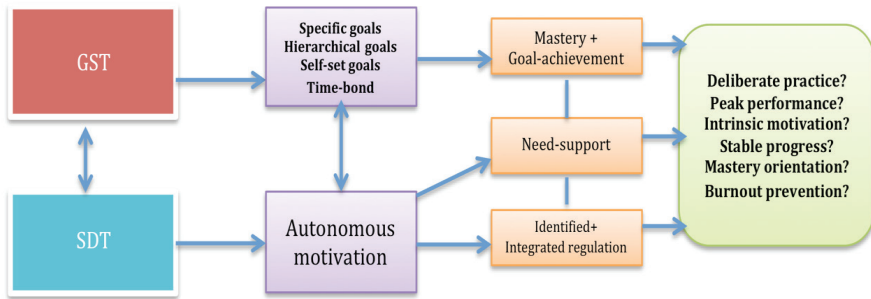 GST
Specific goals
Hierarchical goals
Self-set goals
Time-bond
Mastery +
Goal-achievement
Deliberate practice?
Peak performance?
Intrinsic motivation?
Stable progress?
Mastery orientation?
Burnout prevention?
Need-support
SDT
Autonomous
motivation
Identified+
Integrated regulation